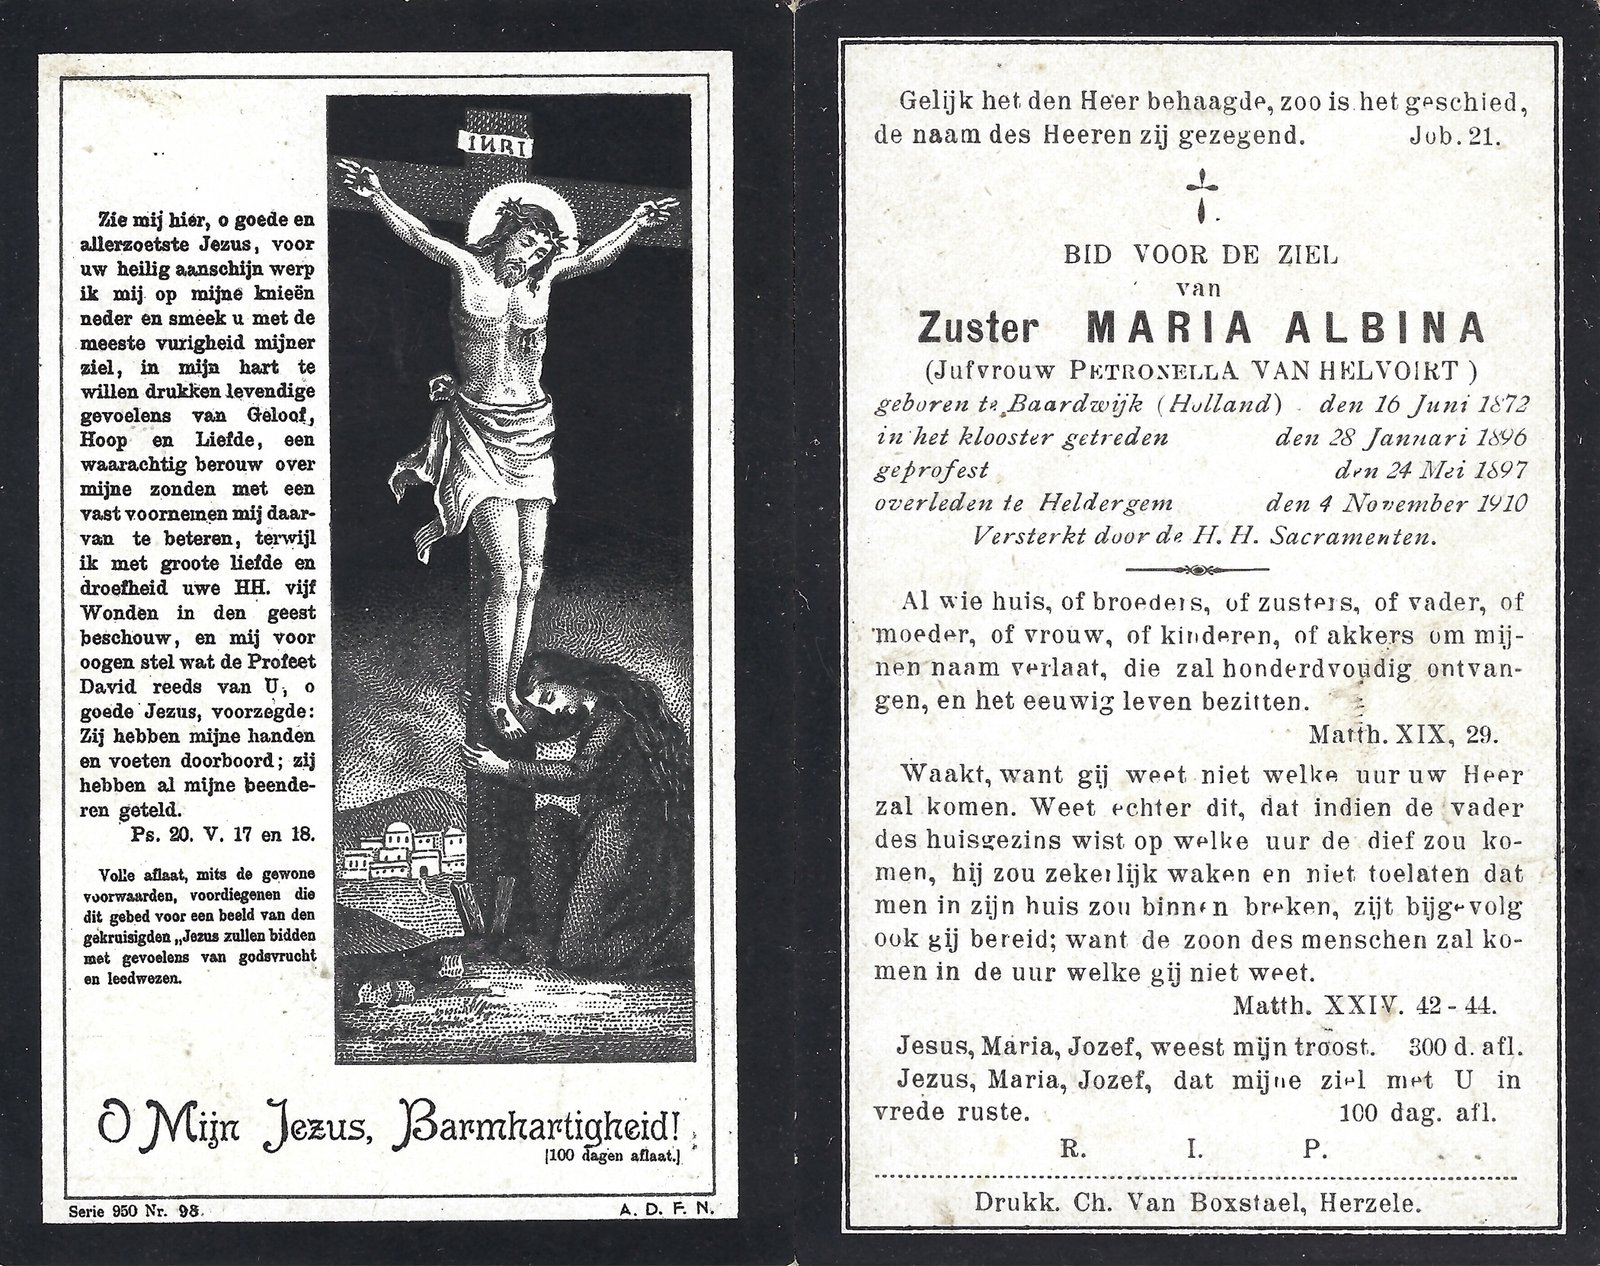 INRI
Zie mij hier, o goede en
allerzoetste Jezus, voor
uw heilig aanschijn werp
ik mij op mijne knieën
neder en smeek u met de
meeste vurigheid mijner
ziel, in mijn hart te
willen drukken levendige
gevoelens van Geloof,
Hoop en Liefde, een
waarachtig berouw over
mijne zonden met een
vast voornemen mij daar-
van te beteren, terwijl
ik met groote liefde en
droefheid uwe HH. vijf
Wonden in den geest
beschouw, en mij voor
oogen stel wat de Profeet
David reeds van U, o
goede Jezus, voorzegde:
Zij hebben mijne handen
en voeten doorboord; zij
hebben al mijne beende-
ren geteld.
Ps. 20. V. 17 en 18.
Volle aflaat, mits de gewone
voorwaarden, voordiegenen die
dit gebed voor een beeld van den
gekruisigden „Jezus zullen bidden
met gevoelens van godsvrucht
en leedwezen.
O Mijn Jezus, Barmhartigheid!
[100 dagen aflaat.]
Serie 950 Nr. 98.
A. D. F. N.
Gelijk het den Heer behaagde, zoo is het geschied,
de naam des Heeren zij gezegend. Job. 21.
BID VOOR DE ZIEL
van
Zuster MARIA ALBINA
(Jufvrouw PETRONELLA VAN HELVOIRT)
geboren te Baardwijk (Holland) den 16 Juni 1872
in het klooster getreden den 28 Januari 1896
geprofest den 24 Mei 1897
overleden te Heldergem den 4 November 1910
Versterkt door de H. H. Sacramenten.
Al wie huis, of broeders, of zusters, of vader, of
moeder, of vrouw, of kinderen, of akkers om mij-
nen naam verlaat, die zal honderdvoudig ontvan-
gen, en het eeuwig leven bezitten.
Matth. XIX, 29.
Waakt, want gij weet niet welke uur uw Heer
zal komen. Weet echter dit, dat indien de vader
des huisgezins wist op welke uur de dief zou ko-
men, hij zou zekerlijk waken en niet toelaten dat
men in zijn huis zou binnen breken, zijt bijgevolg
ook gij bereid; want de zoon des menschen zal ko-
men in de uur welke gij niet weet.
Matth. XXIV. 42-44.
Jesus, Maria, Jozef, weest mijn troost. 300 d. afl.
Jezus, Maria, Jozef, dat mijne ziel met U in
vrede ruste. 100 dag. afl.
R. I. P.
Drukk. Ch. Van Boxstael, Herzele.